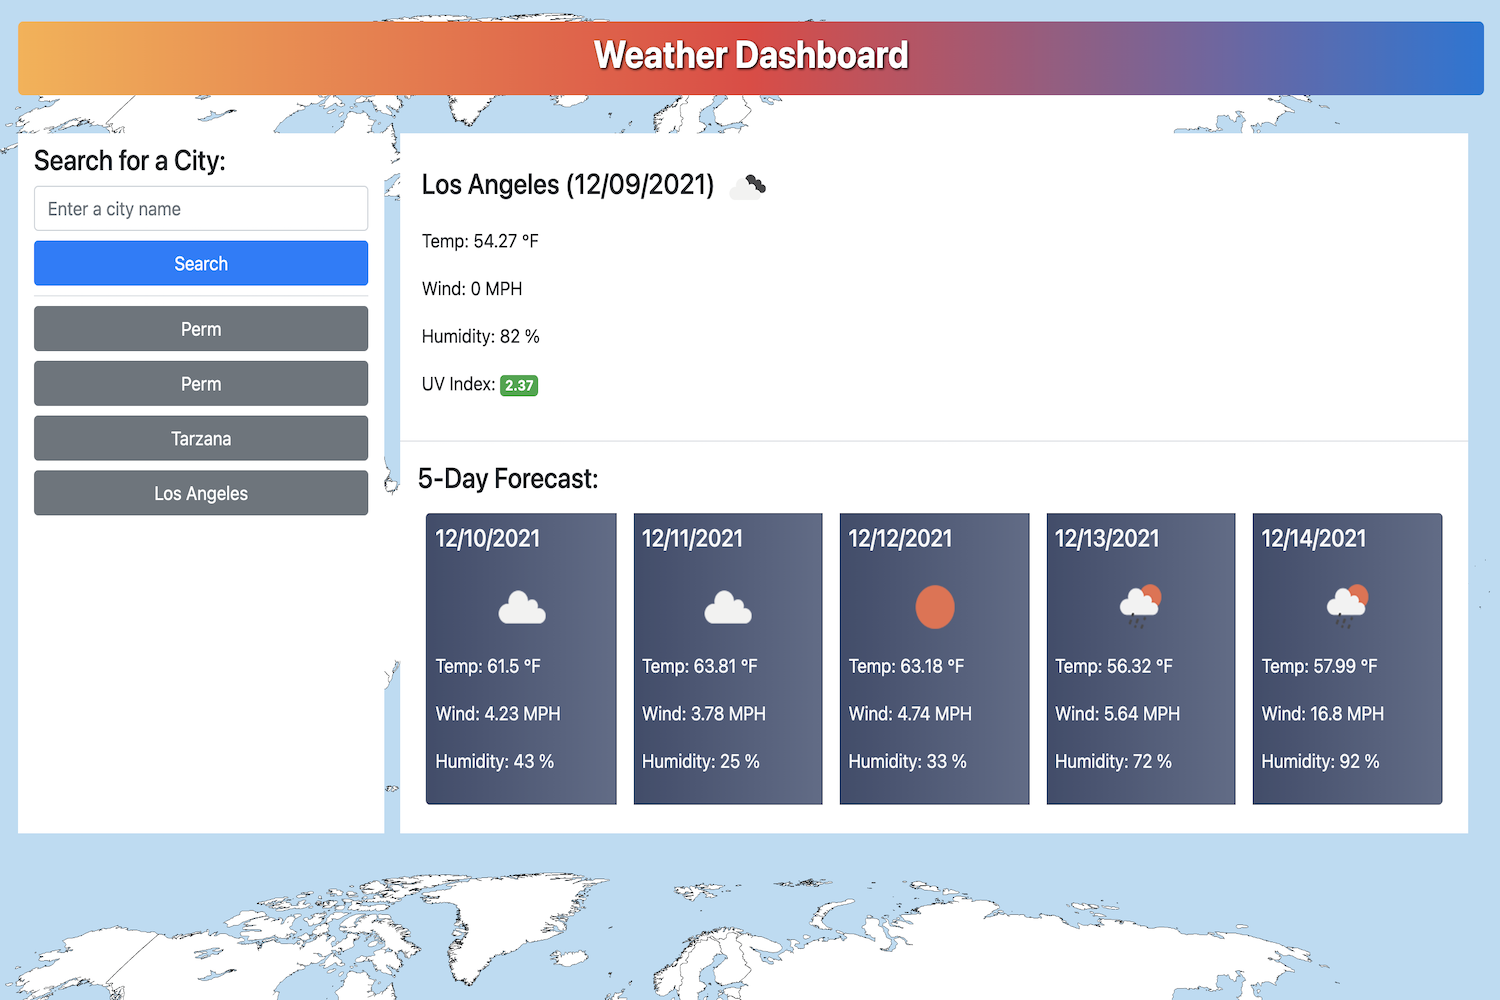 Weather Dashboard
Search for a City:
Enter a city name
Search
Perm
Perm
Tarzana
Los Angeles
Los Angeles (12/09/2021)
Temp: 54.27 °F
Wind: 0 MPH
Humidity: 82 %
UV Index: 2.37
5-Day Forecast:
12/10/2021
Temp: 61.5 °F
Wind: 4.23 MPH
Humidity: 43 %
12/11/2021
Temp: 63.81 °F
Wind: 3.78 MPH
Humidity: 25 %
12/12/2021
Temp: 63.18 °F
Wind: 4.74 MPH
Humidity: 33 %
12/13/2021
Temp: 56.32 °F
Wind: 5.64 MPH
Humidity: 72 %
12/14/2021
Temp: 57.99 °F
Wind: 16.8 MPH
Humidity: 92 %